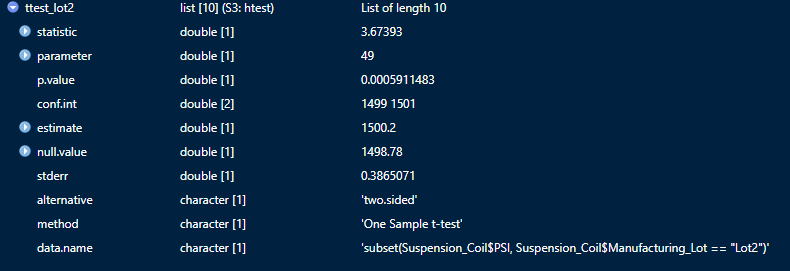 ttest_lot2 list [10] (S3: htest) List of length 10
statistic double [1] 3.67393
parameter double [1] 49
p.value double [1] 0.0005911483
conf.int double [2] 1499 1501
estimate double [1] 1500.2
null.value double [1] 1498.78
stderr double [1] 0.3865071
alternative character [1] 'two.sided'
method character [1] 'One Sample t-test'
data.name character [1] 'subset(Suspension_Coil$PSI, Suspension_Coil$Manufacturing_Lot == "Lot2")'